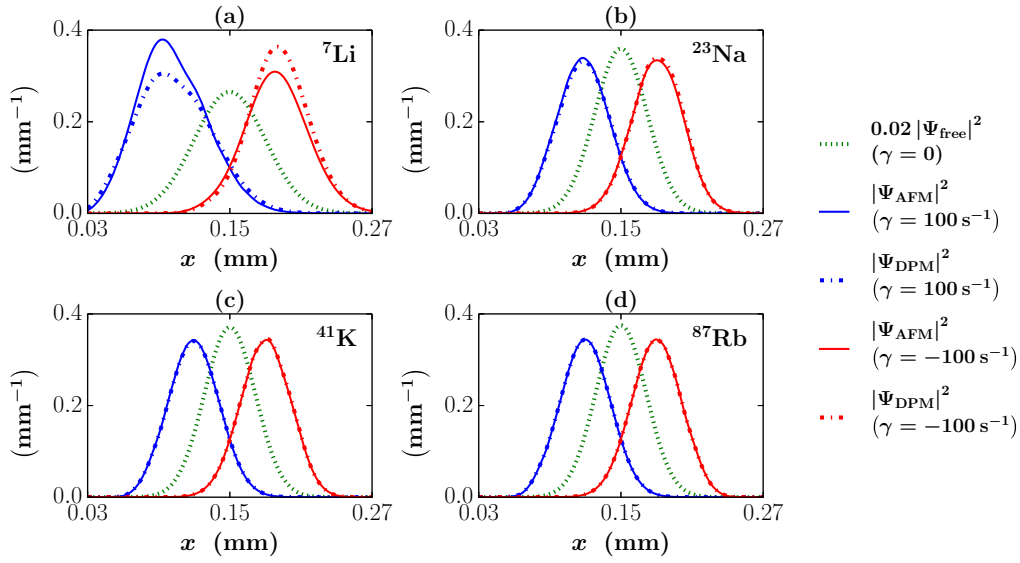 (a)
(b)
0.4
0.2
0.0
(mm⁻¹)
⁷Li
0.03
0.15
0.27
x (mm)
0.4
0.2
0.0
(mm⁻¹)
²³Na
0.03
0.15
0.27
x (mm)
(c)
(d)
0.4
0.2
0.0
(mm⁻¹)
⁴¹K
0.03
0.15
0.27
x (mm)
0.4
0.2
0.0
(mm⁻¹)
⁸⁷Rb
0.03
0.15
0.27
x (mm)
0.02 |Ψfree|²
(γ = 0)
|ΨAFM|²
(γ = 100 s⁻¹)
|ΨDPM|²
(γ = 100 s⁻¹)
|ΨAFM|²
(γ = −100 s⁻¹)
|ΨDPM|²
(γ = −100 s⁻¹)